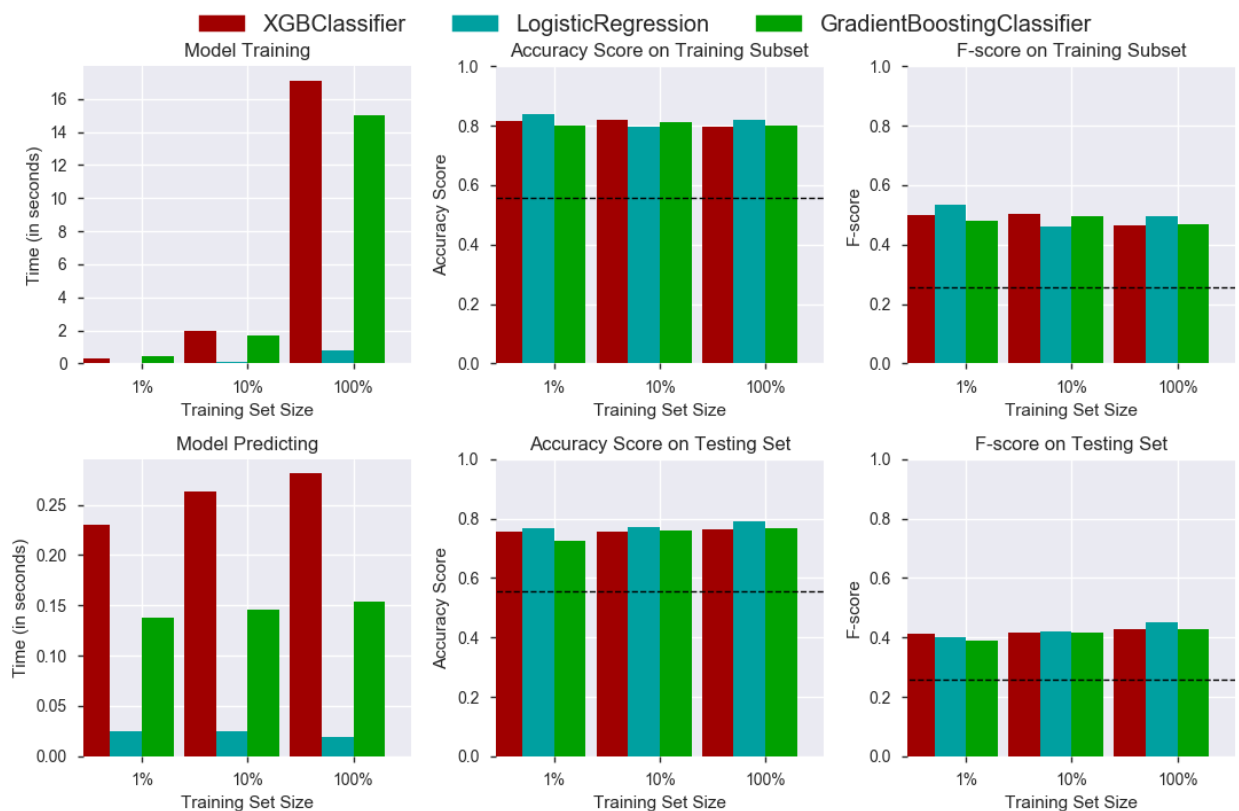 XGBClassifier LogisticRegression GradientBoostingClassifier
Model Training
Time (in seconds)
16
14
12
10
8
6
4
2
0
1% 10% 100%
Training Set Size
Accuracy Score on Training Subset
Accuracy Score
1.0
0.8
0.6
0.4
0.2
0.0
1% 10% 100%
Training Set Size
F-score on Training Subset
F-score
1.0
0.8
0.6
0.4
0.2
0.0
1% 10% 100%
Training Set Size
Model Predicting
Time (in seconds)
0.25
0.20
0.15
0.10
0.05
0.00
1% 10% 100%
Training Set Size
Accuracy Score on Testing Set
Accuracy Score
1.0
0.8
0.6
0.4
0.2
0.0
1% 10% 100%
Training Set Size
F-score on Testing Set
F-score
1.0
0.8
0.6
0.4
0.2
0.0
1% 10% 100%
Training Set Size